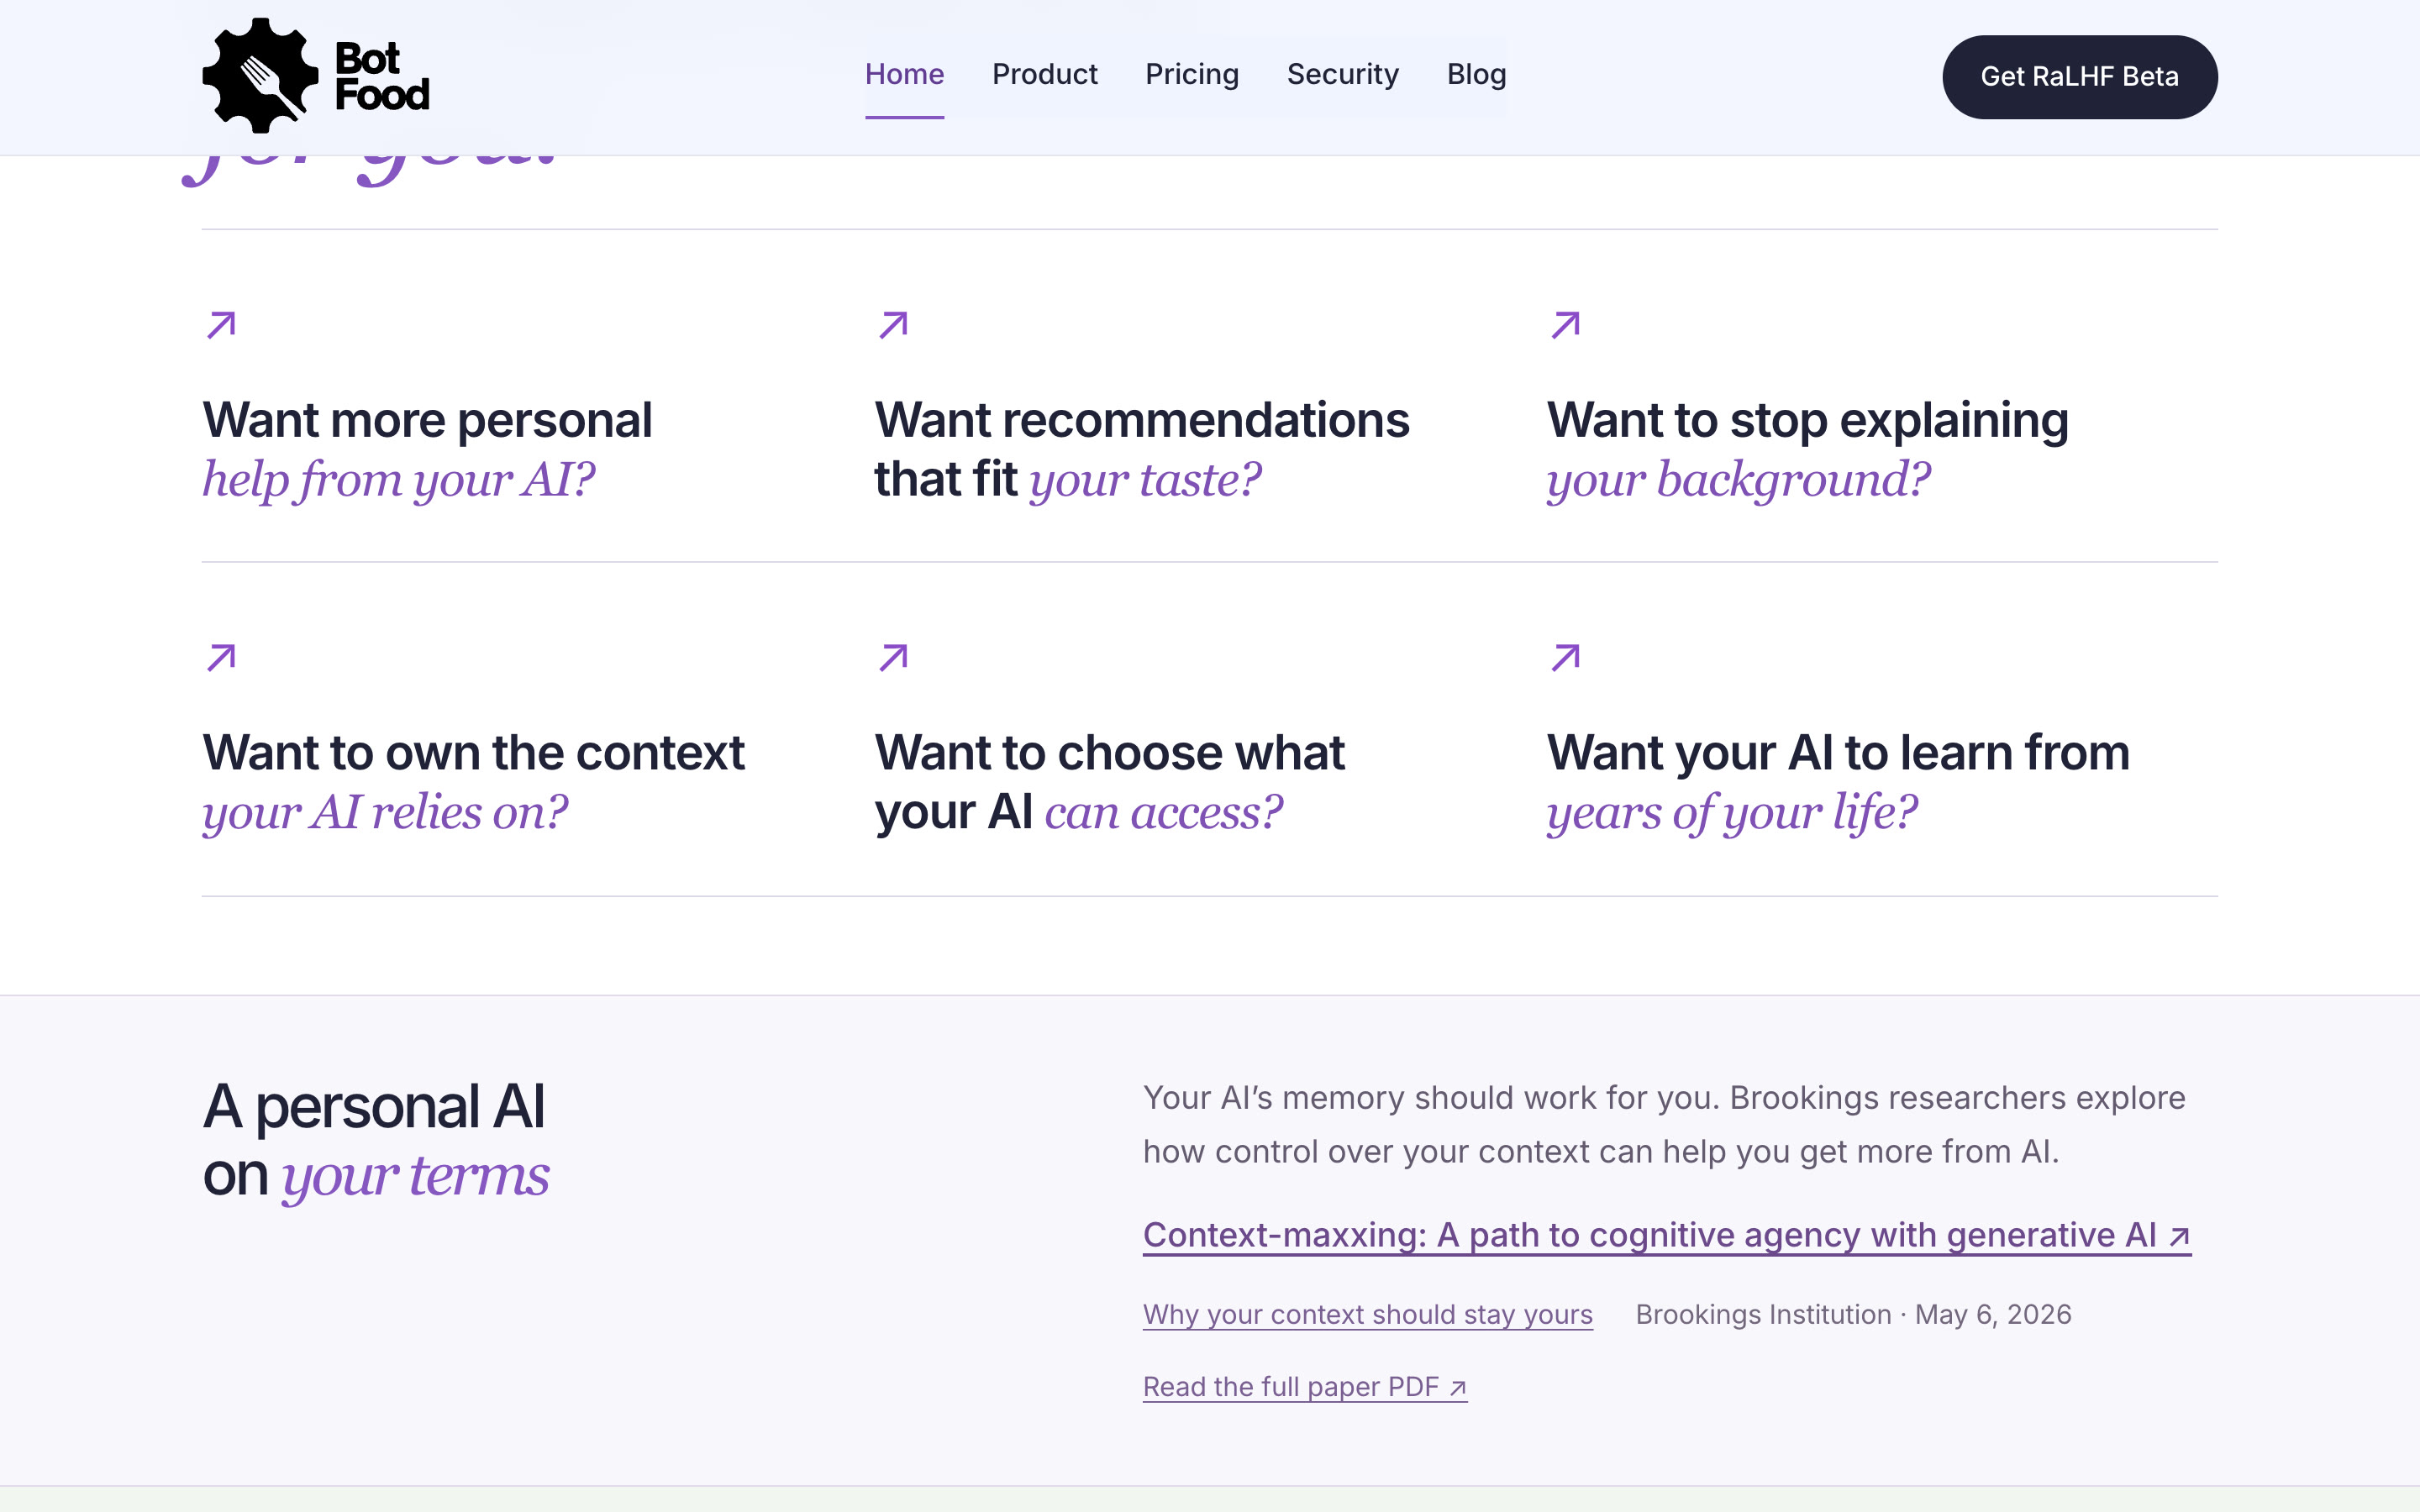 Bot
Food
Home
Product
Pricing
Security
Blog
Get RaLHF Beta
for you.
Want more personal
help from your AI?
Want recommendations
that fit your taste?
Want to stop explaining
your background?
Want to own the context
your AI relies on?
Want to choose what
your AI can access?
Want your AI to learn from
years of your life?
A personal AI
on your terms
Your AI’s memory should work for you. Brookings researchers explore
how control over your context can help you get more from AI.
Context-maxxing: A path to cognitive agency with generative AI ↗
Why your context should stay yours
Brookings Institution · May 6, 2026
Read the full paper PDF ↗